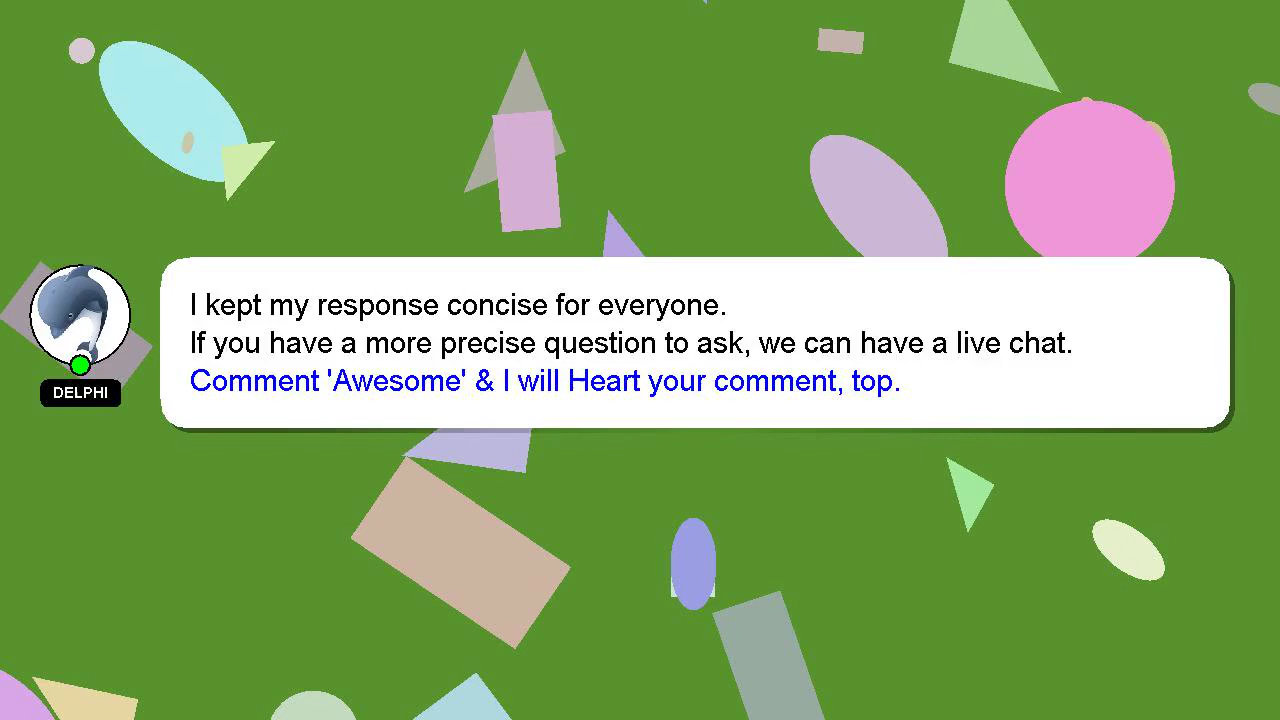 I kept my response concise for everyone.
If you have a more precise question to ask, we can have a live chat.
Comment 'Awesome' & I will Heart your comment, top.
DELPHI